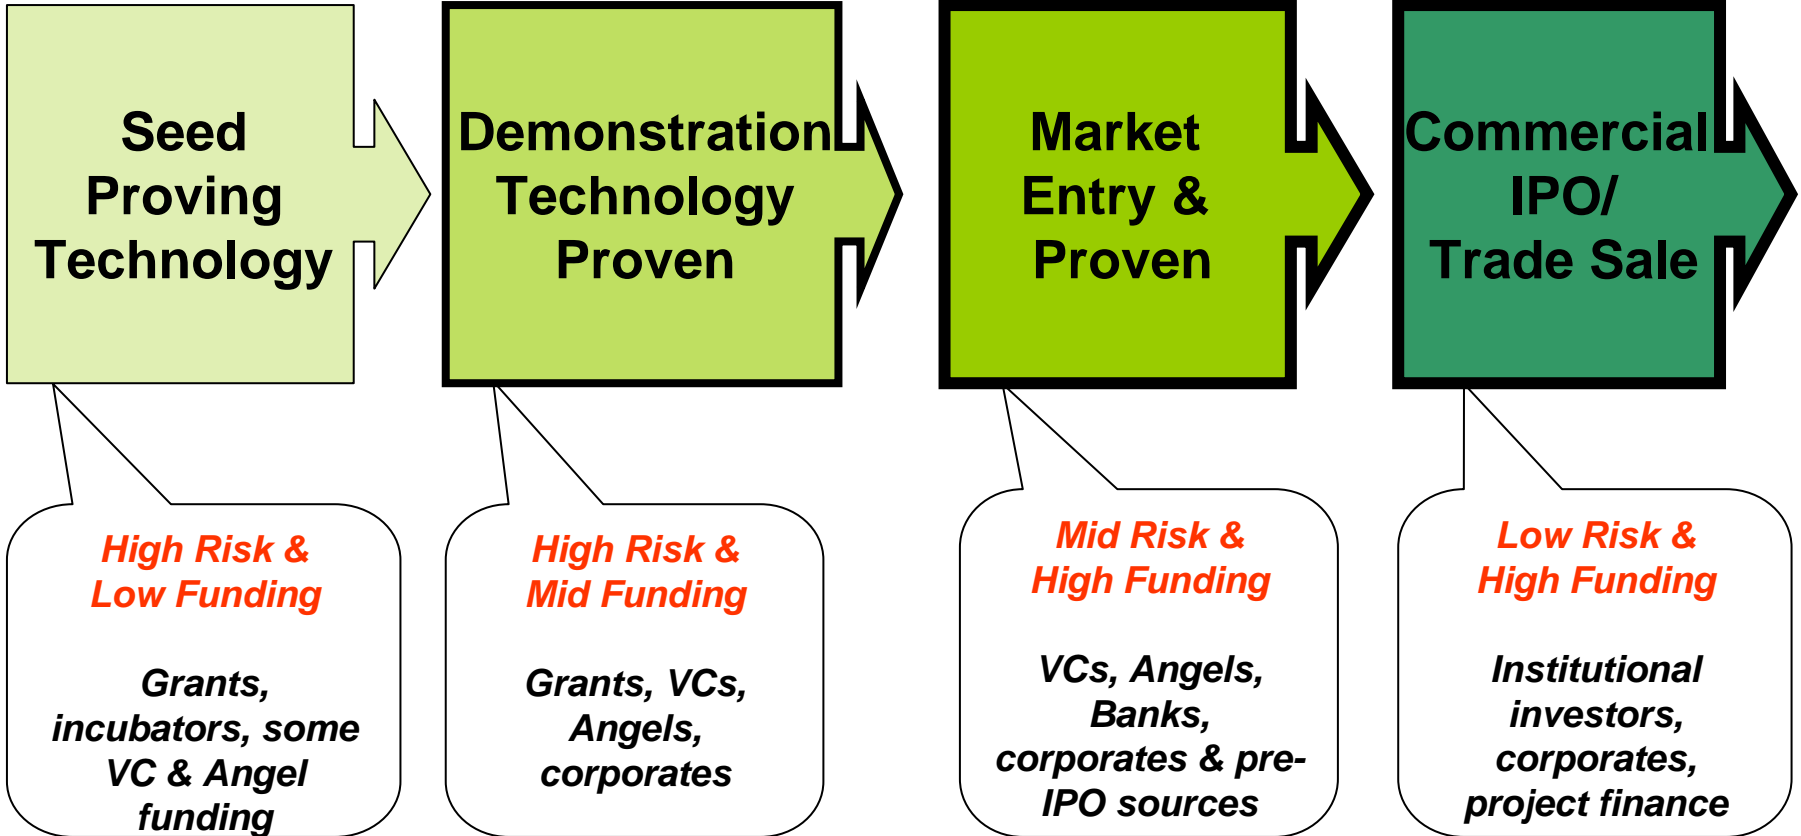 Seed
Proving
Technology
Demonstration
Technology
Proven
Market
Entry &
Proven
Commercial
IPO/
Trade Sale
High Risk &
Low Funding
Grants,
incubators, some
VC & Angel
funding
High Risk &
Mid Funding
Grants, VCs,
Angels,
corporates
Mid Risk &
High Funding
VCs, Angels,
Banks,
corporates & pre-
IPO sources
Low Risk &
High Funding
Institutional
investors,
corporates,
project finance